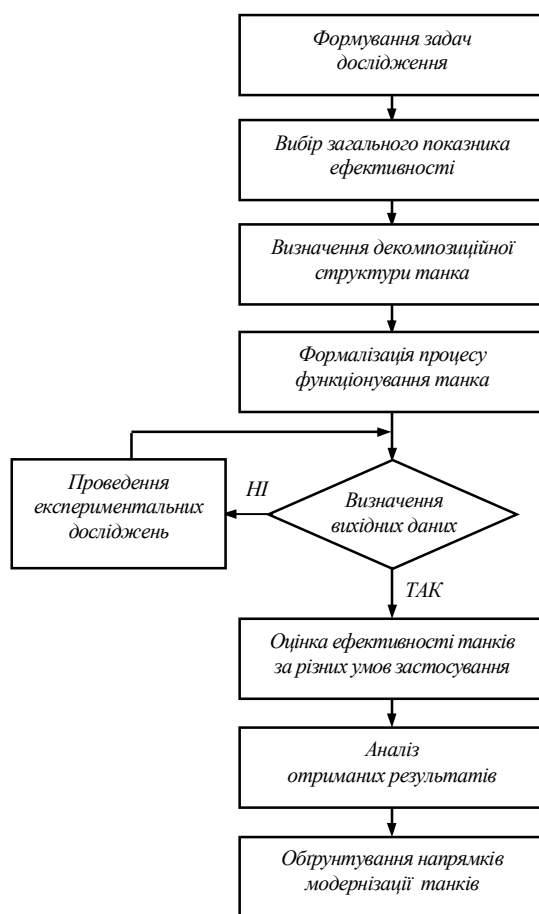 Формування задач
дослідження
Вибір загального показника
ефективності
Визначення декомпозиційної
структури танка
Формалізація процесу
функціонування танка
Проведення
експериментальних
досліджень
НІ
Визначення
вихідних даних
ТАК
Оцінка ефективності танків
за різних умов застосування
Аналіз
отриманих результатів
Обґрунтування напрямків
модернізації танків